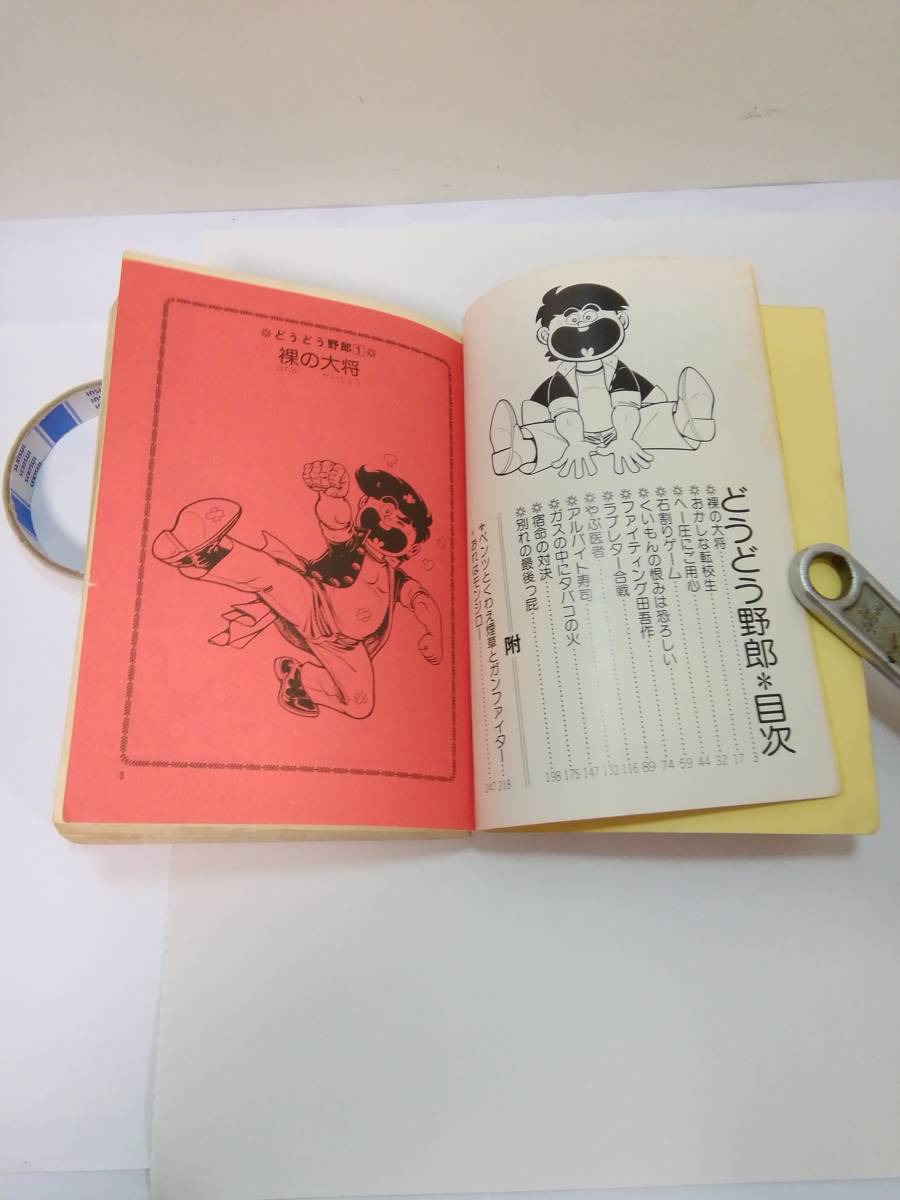 どうどう野郎＊目次
☼裸の大将………3
☼おかしな転校生………17
☼へー圧にご用心………32
☼石割りゲーム………44
☼くいもんの恨みは恐ろしい………59
☼ファイティング田吾作………74
☼ラブレター合戦………89
☼やぶ医者………116
☼アルバイト寿司………132
☼ガスの中にタバコの火………147
☼宿命の対決………175
☼別れの最後っ屁………198
附
＊パンツとくわえ煙草とガンファイター………218
247
☼どうどう野郎1☼
裸の大将
はだか たいしょう
3
SEKISUI
SEKISUI
SEKISUI